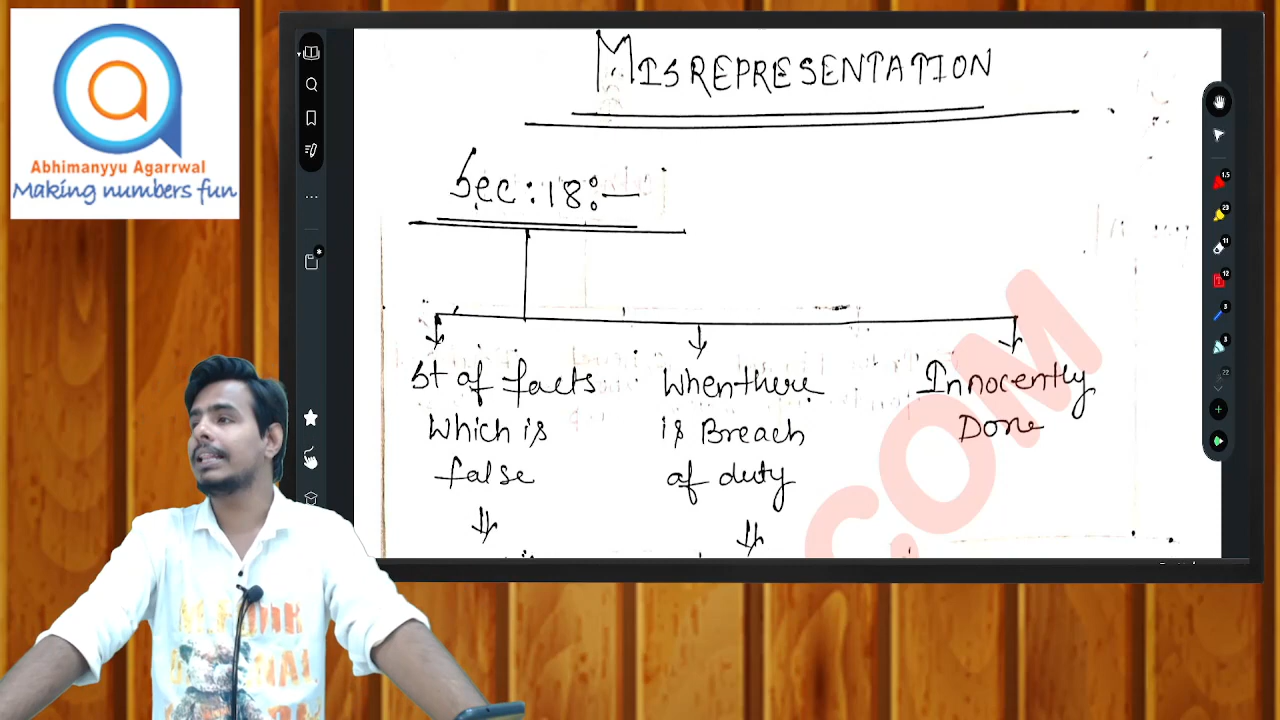 Abhimanyyu Agarrwal
Making numbers fun
MISREPRESENTATION
Sec:18:—
St of facts
which is
false
When there
is Breach
of duty
Innocently
Done
.COM